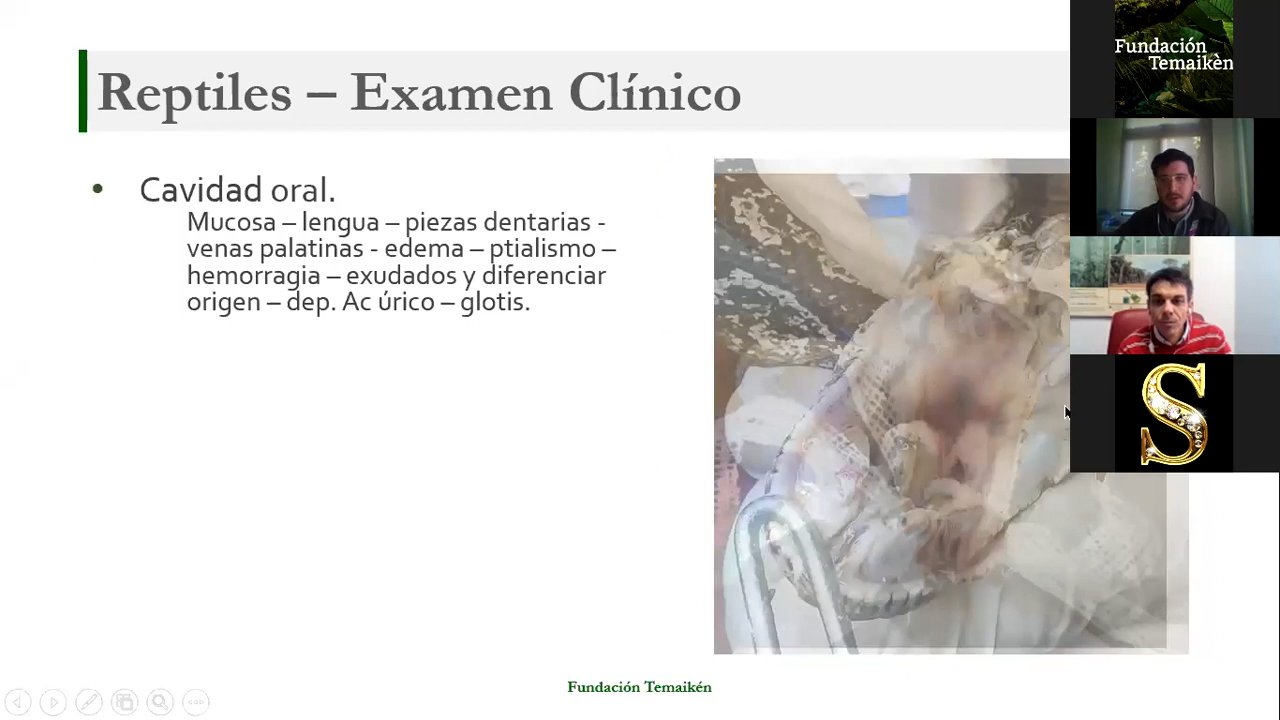 Reptiles – Examen Clínico
• Cavidad oral.
Mucosa – lengua – piezas dentarias -
venas palatinas - edema – ptialismo –
hemorragia – exudados y diferenciar
origen – dep. Ac úrico – glotis.
Fundación Temaikén
Fundación
Temaikèn
S